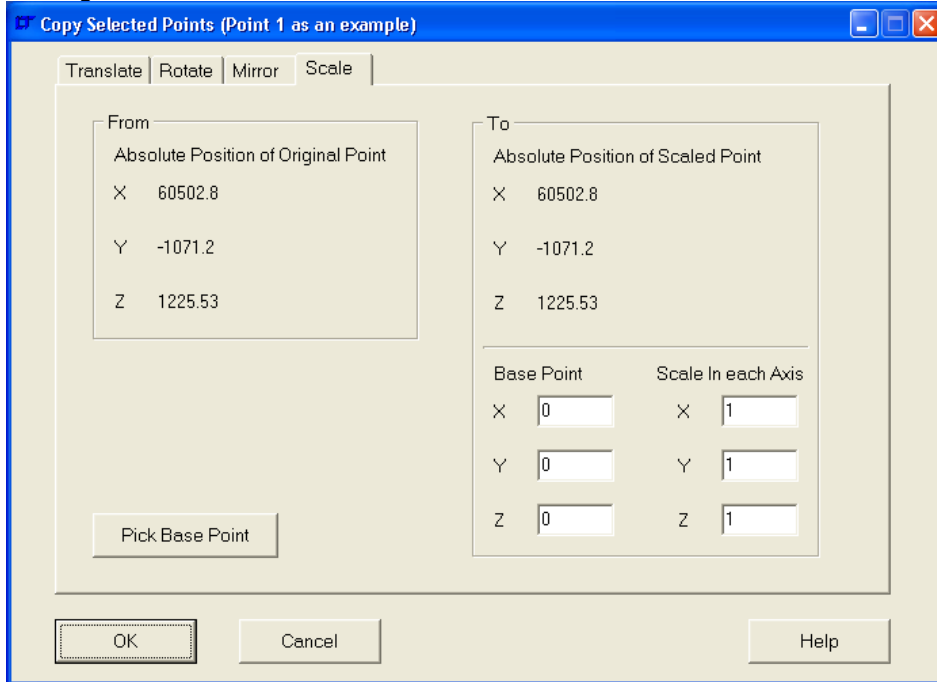 Copy Selected Points (Point 1 as an example)
Translate Rotate Mirror Scale
From
Absolute Position of Original Point
X 60502.8
Y -1071.2
Z 1225.53
To
Absolute Position of Scaled Point
X 60502.8
Y -1071.2
Z 1225.53
Base Point Scale In each Axis
X 0 X 1
Y 0 Y 1
Z 0 Z 1
Pick Base Point
OK Cancel Help